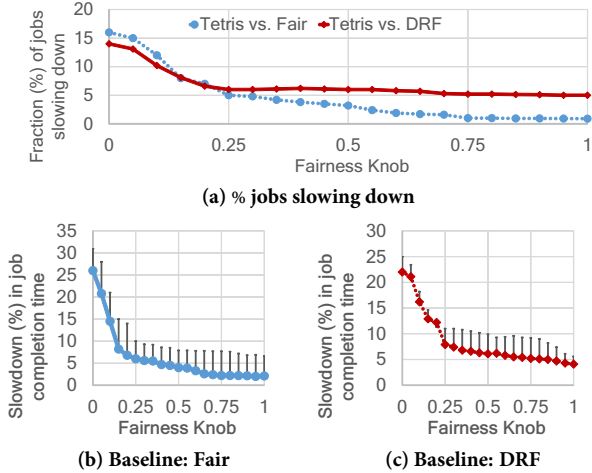 Tetris vs. Fair Tetris vs. DRF
Fraction (%) of jobs
slowing down
20
15
10
5
0
0 0.25 0.5 0.75 1
Fairness Knob
(a) % jobs slowing down
Slowdown (%) in job
completion time
35
30
25
20
15
10
5
0
0 0.25 0.5 0.75 1
Fairness Knob
(b) Baseline: Fair
Slowdown (%) in job
completion time
30
25
20
15
10
5
0
0 0.25 0.5 0.75 1
Fairness Knob
(c) Baseline: DRF